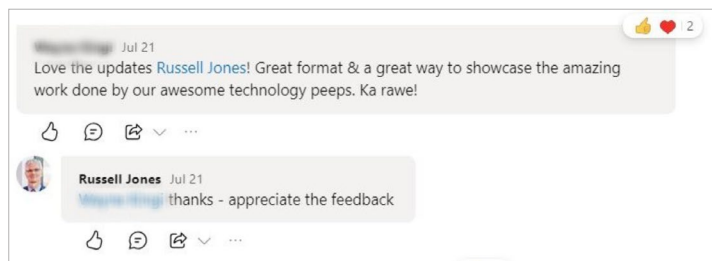 Jul 21
2
Love the updates Russell Jones! Great format & a great way to showcase the amazing
work done by our awesome technology peeps. Ka rawe!
Russell Jones Jul 21
thanks - appreciate the feedback